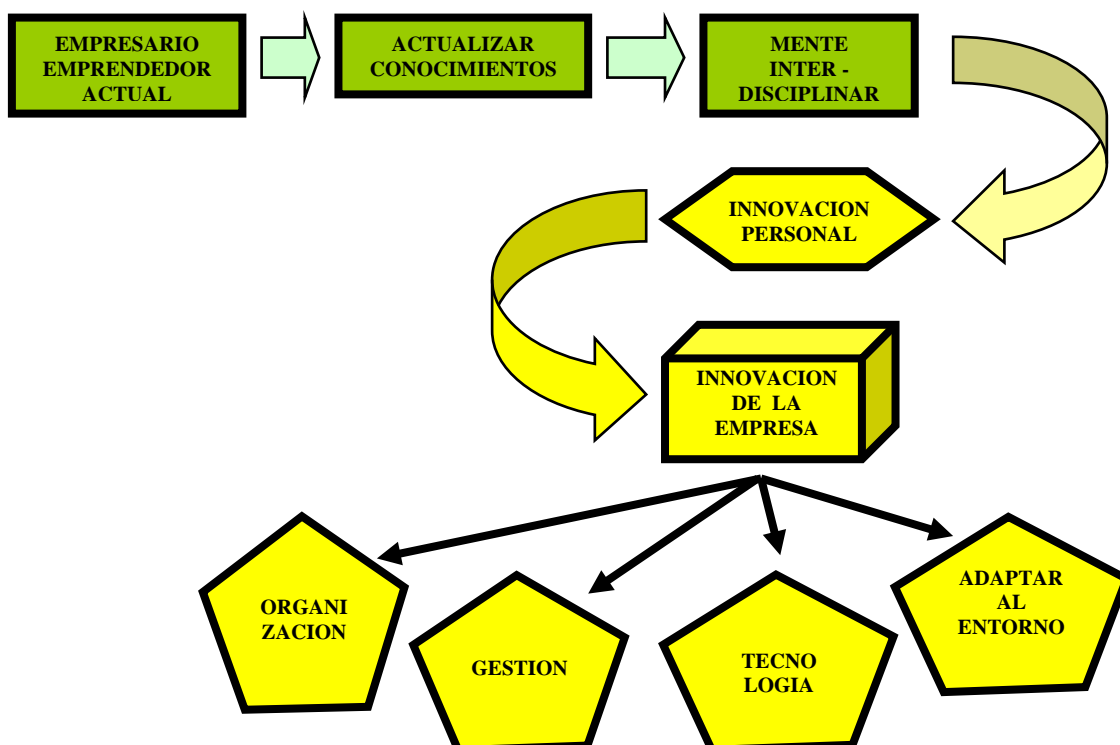 EMPRESARIO
EMPRENDEDOR
ACTUAL
ACTUALIZAR
CONOCIMIENTOS
MENTE
INTER -
DISCIPLINAR
INNOVACION
PERSONAL
INNOVACION
DE LA
EMPRESA
ORGANI
ZACION
GESTION
TECNO
LOGIA
ADAPTAR
AL
ENTORNO